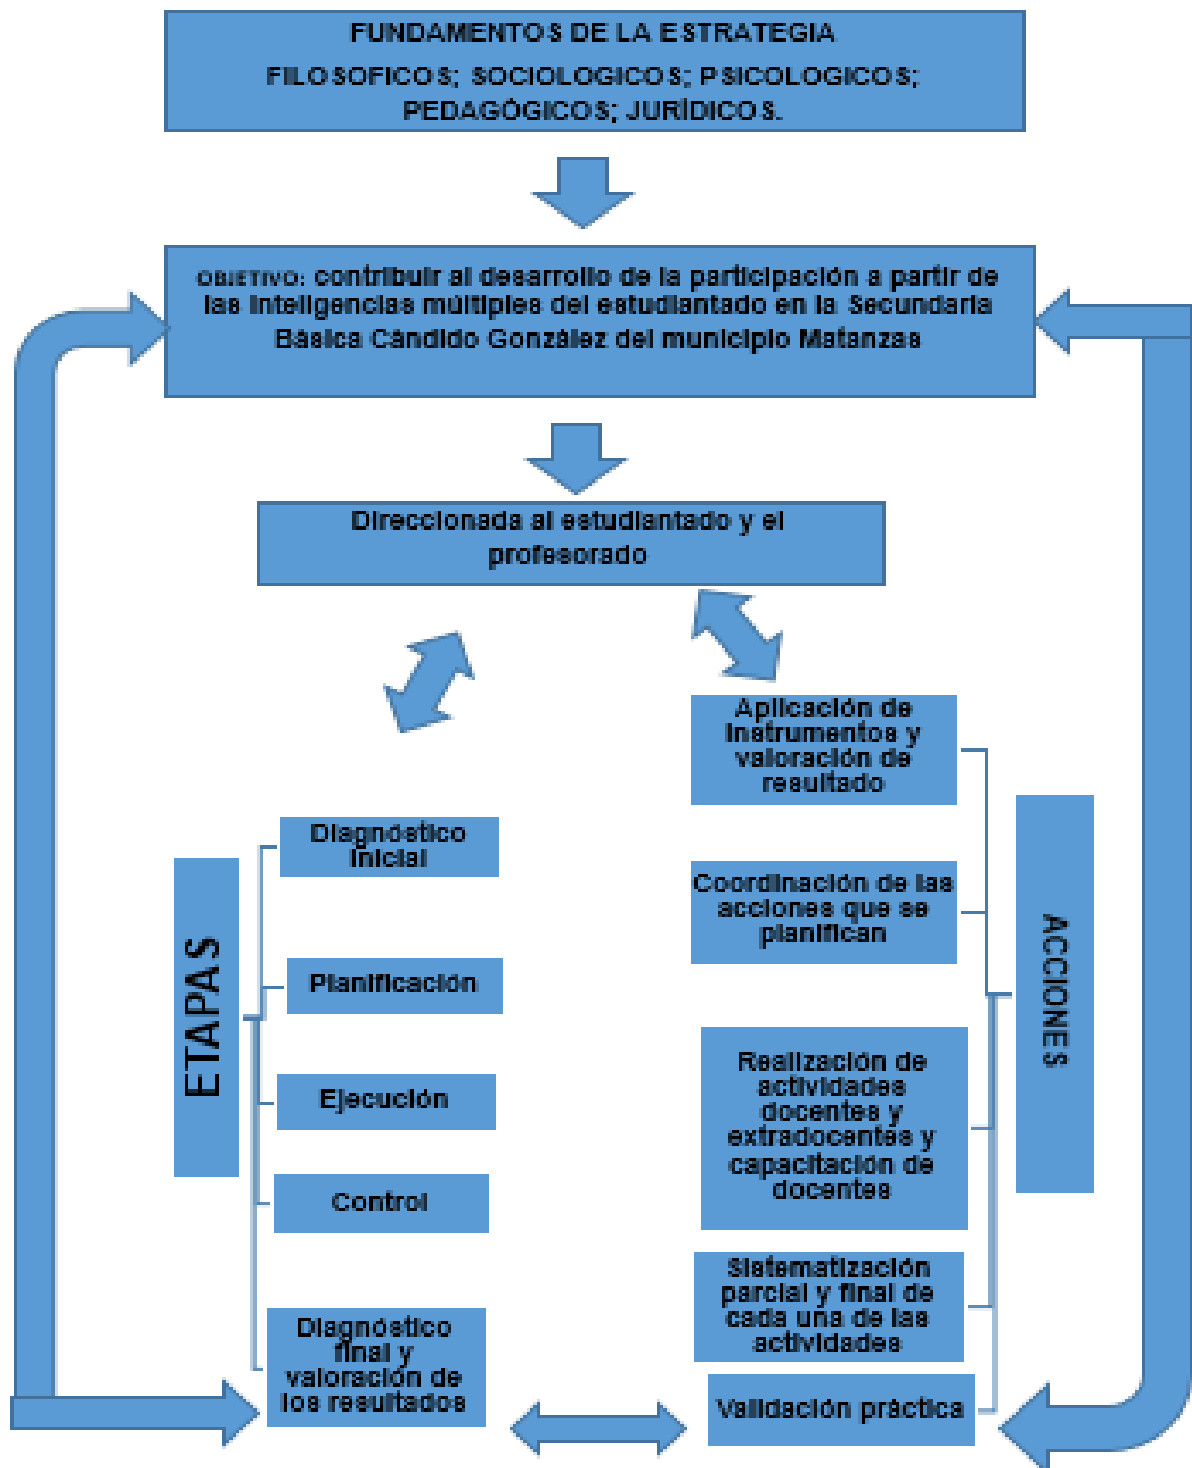 FUNDAMENTOS DE LA ESTRATEGIA
FILOSOFICOS; SOCIOLOGICOS; PSICOLOGICOS;
PEDAGÓGICOS; JURÍDICOS.
OBJETIVO: contribuir al desarrollo de la participación a partir de
las inteligencias múltiples del estudiantado en la Secundaria
Básica Cándido González del municipio Matanzas
Direccionada al estudiantado y el
profesorado
ETAPAS
Diagnóstico
inicial
Planificación
Ejecución
Control
Diagnóstico
final y
valoración de
los resultados
Aplicación de
instrumentos y
valoración de
resultado
Coordinación de las
acciones que se
planifican
Realización de
actividades
docentes y
extradocentes y
capacitación de
docentes
Sistematización
parcial y final de
cada una de las
actividades
Validación práctica
ACCIONES